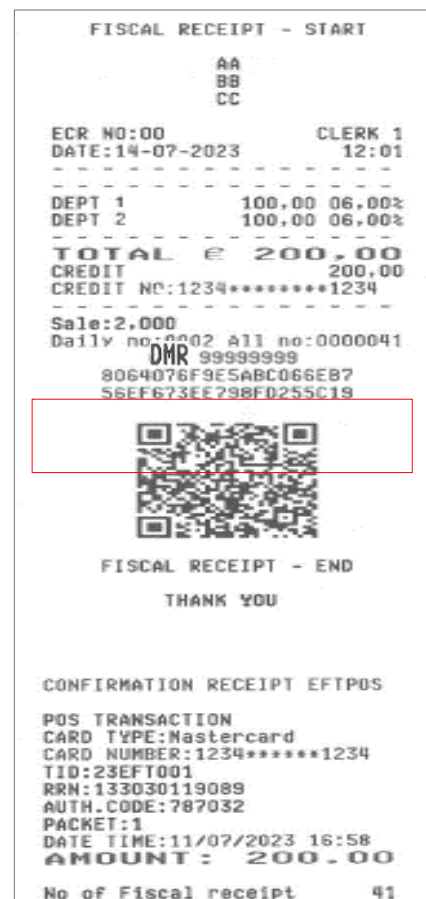 FISCAL RECEIPT - START
AA
BB
CC
ECR NO:00 CLERK 1
DATE:14-07-2023 12:01
DEPT 1 100,00 06,00%
DEPT 2 100,00 06,00%
TOTAL € 200,00
CREDIT 200,00
CREDIT NO:1234********1234
Sale:2,000
Daily no:0002 All no:0000041
DMR 99999999
8064076F9E5ABC066EB7
56EF673EE798FD255C19
FISCAL RECEIPT - END
THANK YOU
CONFIRMATION RECEIPT EFTPOS
POS TRANSACTION
CARD TYPE:Mastercard
CARD NUMBER:1234******1234
TID:23EFT001
RRN:133030119089
AUTH.CODE:787032
PACKET:1
DATE TIME:11/07/2023 16:58
AMOUNT: 200.00
No of Fiscal receipt 41